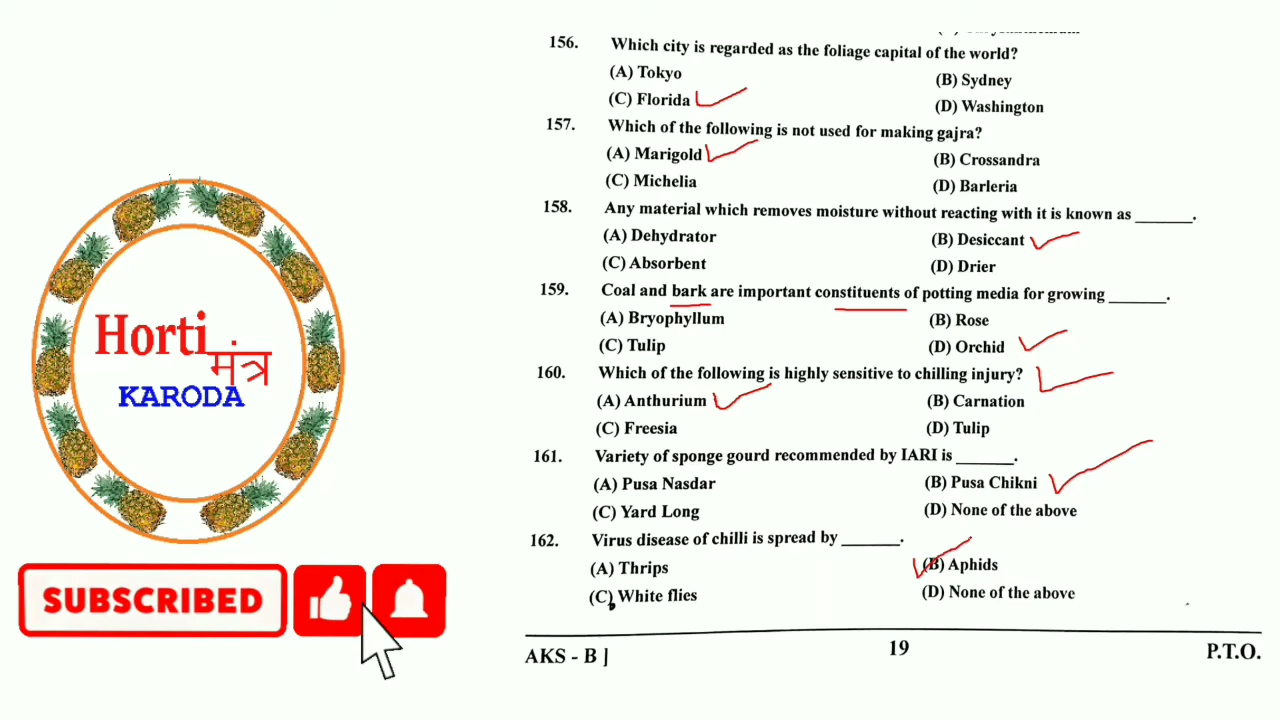 156. Which city is regarded as the foliage capital of the world?
(A) Tokyo (B) Sydney
(C) Florida (D) Washington
157. Which of the following is not used for making gajra?
(A) Marigold (B) Crossandra
(C) Michelia (D) Barleria
158. Any material which removes moisture without reacting with it is known as ______.
(A) Dehydrator (B) Desiccant
(C) Absorbent (D) Drier
159. Coal and bark are important constituents of potting media for growing ______.
(A) Bryophyllum (B) Rose
(C) Tulip (D) Orchid
160. Which of the following is highly sensitive to chilling injury?
(A) Anthurium (B) Carnation
(C) Freesia (D) Tulip
161. Variety of sponge gourd recommended by IARI is ______.
(A) Pusa Nasdar (B) Pusa Chikni
(C) Yard Long (D) None of the above
162. Virus disease of chilli is spread by ______.
(A) Thrips (B) Aphids
(C) White flies (D) None of the above
AKS - B ] 19 P.T.O.
Horti मंत्र
KARODA
SUBSCRIBED